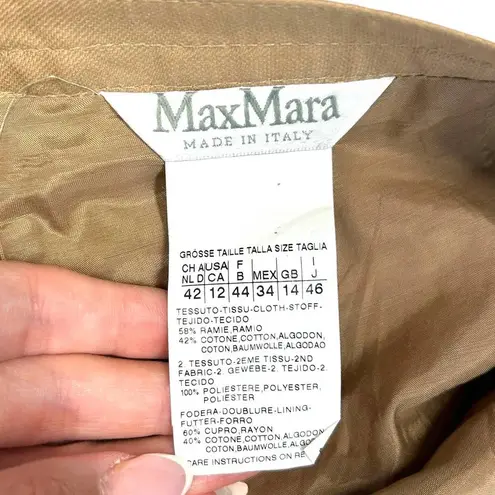 MaxMara
MADE IN ITALY
GRÖSSE TAILLE TALLA SIZE TAGLIA
CH A USA F I
NL D CA B MEX GB J
42 12 44 34 14 46
TESSUTO-TISSU-CLOTH-STOFF-
TEJIDO-TECIDO
58% RAMIE,RAMIO
42% COTONE,COTTON,ALGODON,
COTON,BAUMWOLLE,ALGODAO
2. TESSUTO-2EME TISSU-2ND
FABRIC-2. GEWEBE-2. TEJIDO-2.
TECIDO
100% POLIESTERE,POLYESTER,
POLIESTER
FODERA-DOUBLURE-LINING-
FUTTER-FORRO
60% CUPRO,RAYON
40% COTONE,COTTON,ALGODON
COTON,BAUMWOLLE,ALGO
CARE INSTRUCTIONS ON RE